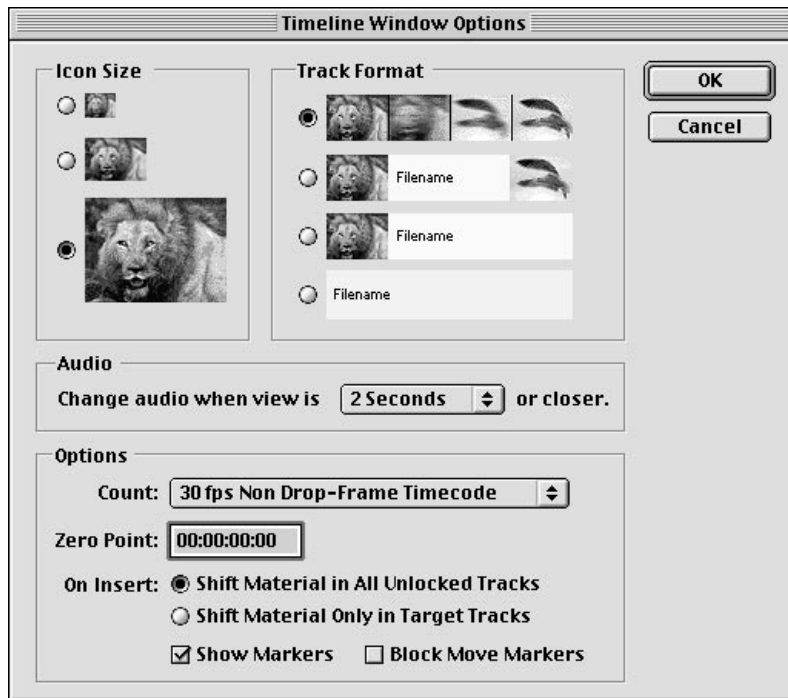 Timeline Window Options
Icon Size
Track Format
OK
Cancel
Filename
Filename
Filename
Audio
Change audio when view is 2 Seconds or closer.
Options
Count: 30 fps Non Drop-Frame Timecode
Zero Point: 00:00:00:00
On Insert: Shift Material in All Unlocked Tracks
Shift Material Only in Target Tracks
Show Markers Block Move Markers